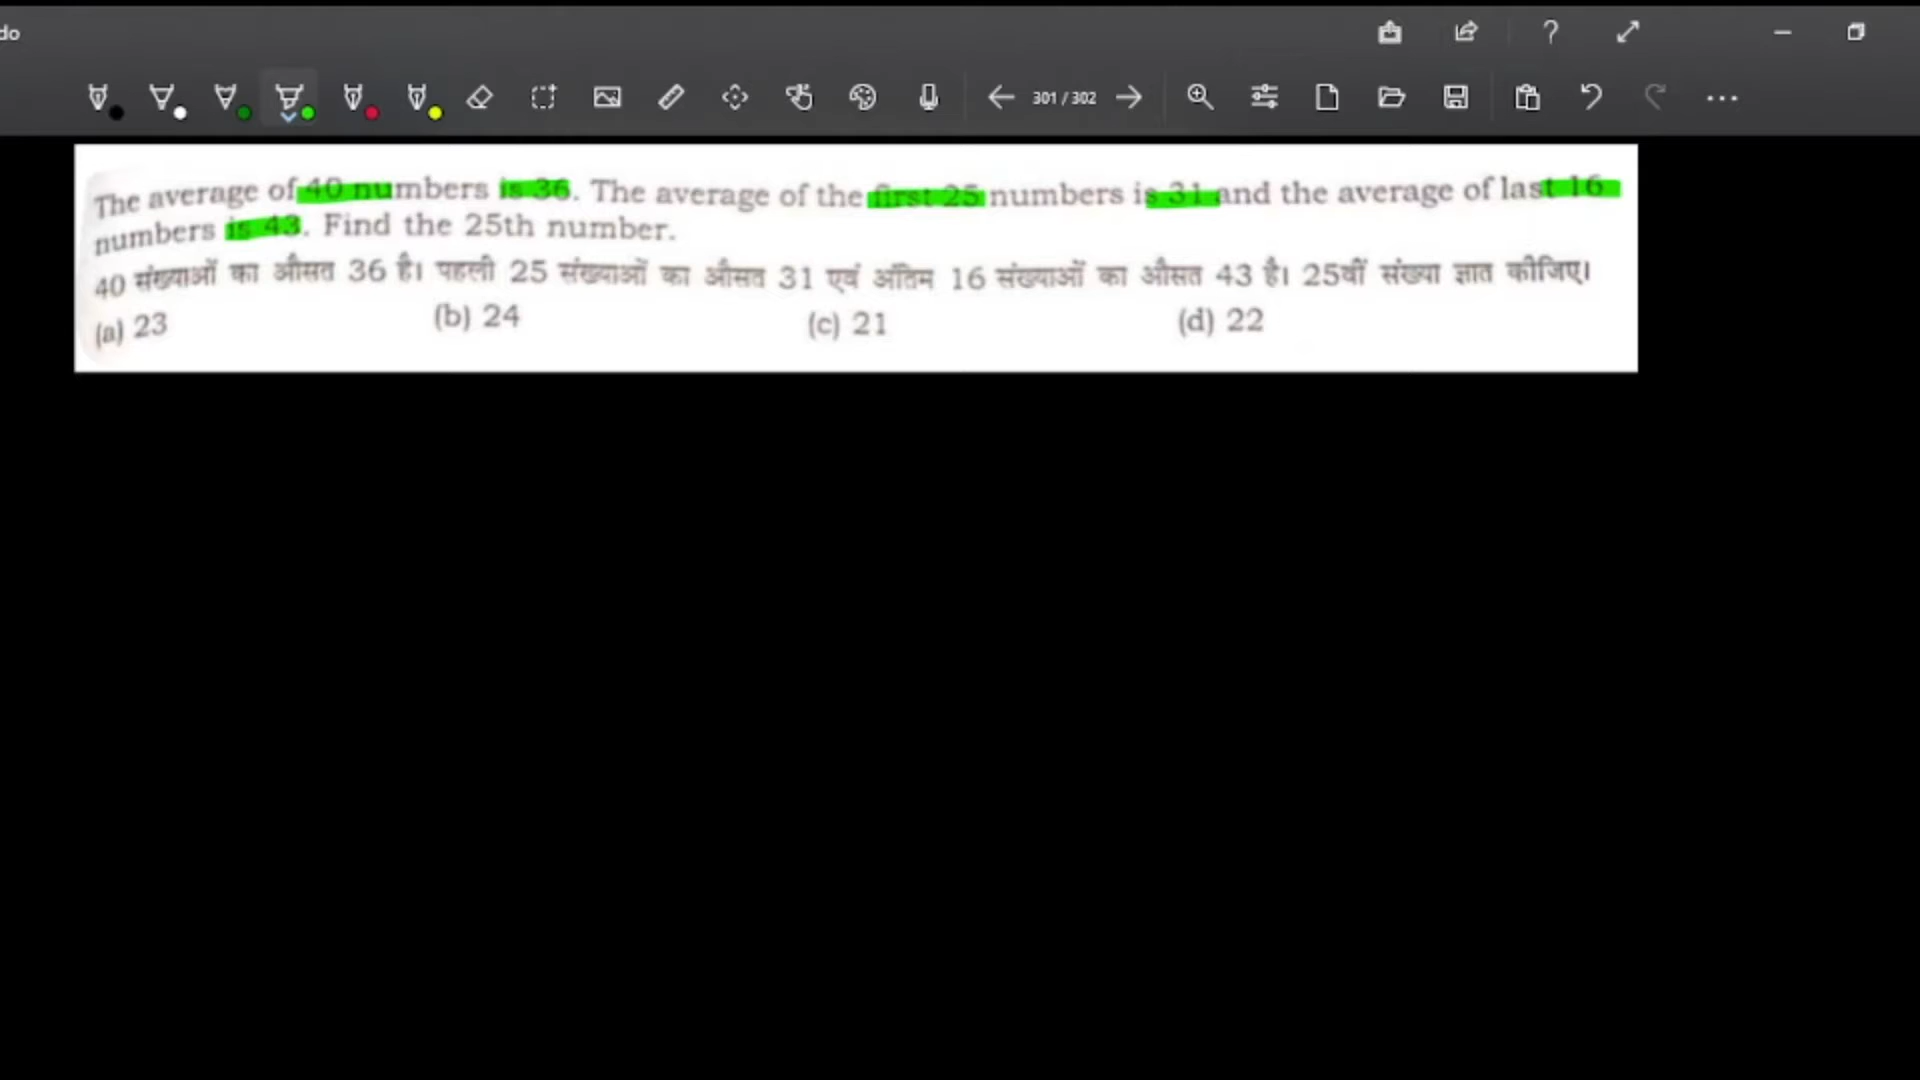 do
301 / 302
The average of 40 numbers is 36. The average of the first 25 numbers is 31 and the average of last 16
numbers is 43. Find the 25th number.
40 संख्याओं का औसत 36 है। पहली 25 संख्याओं का औसत 31 एवं अंतिम 16 संख्याओं का औसत 43 है। 25वीं संख्या ज्ञात कीजिए।
(a) 23 (b) 24 (c) 21 (d) 22